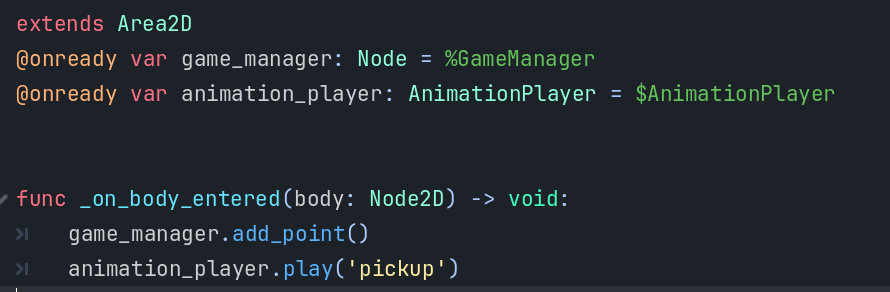 extends Area2D
@onready var game_manager: Node = %GameManager
@onready var animation_player: AnimationPlayer = $AnimationPlayer
func _on_body_entered(body: Node2D) -> void:
game_manager.add_point()
animation_player.play('pickup')